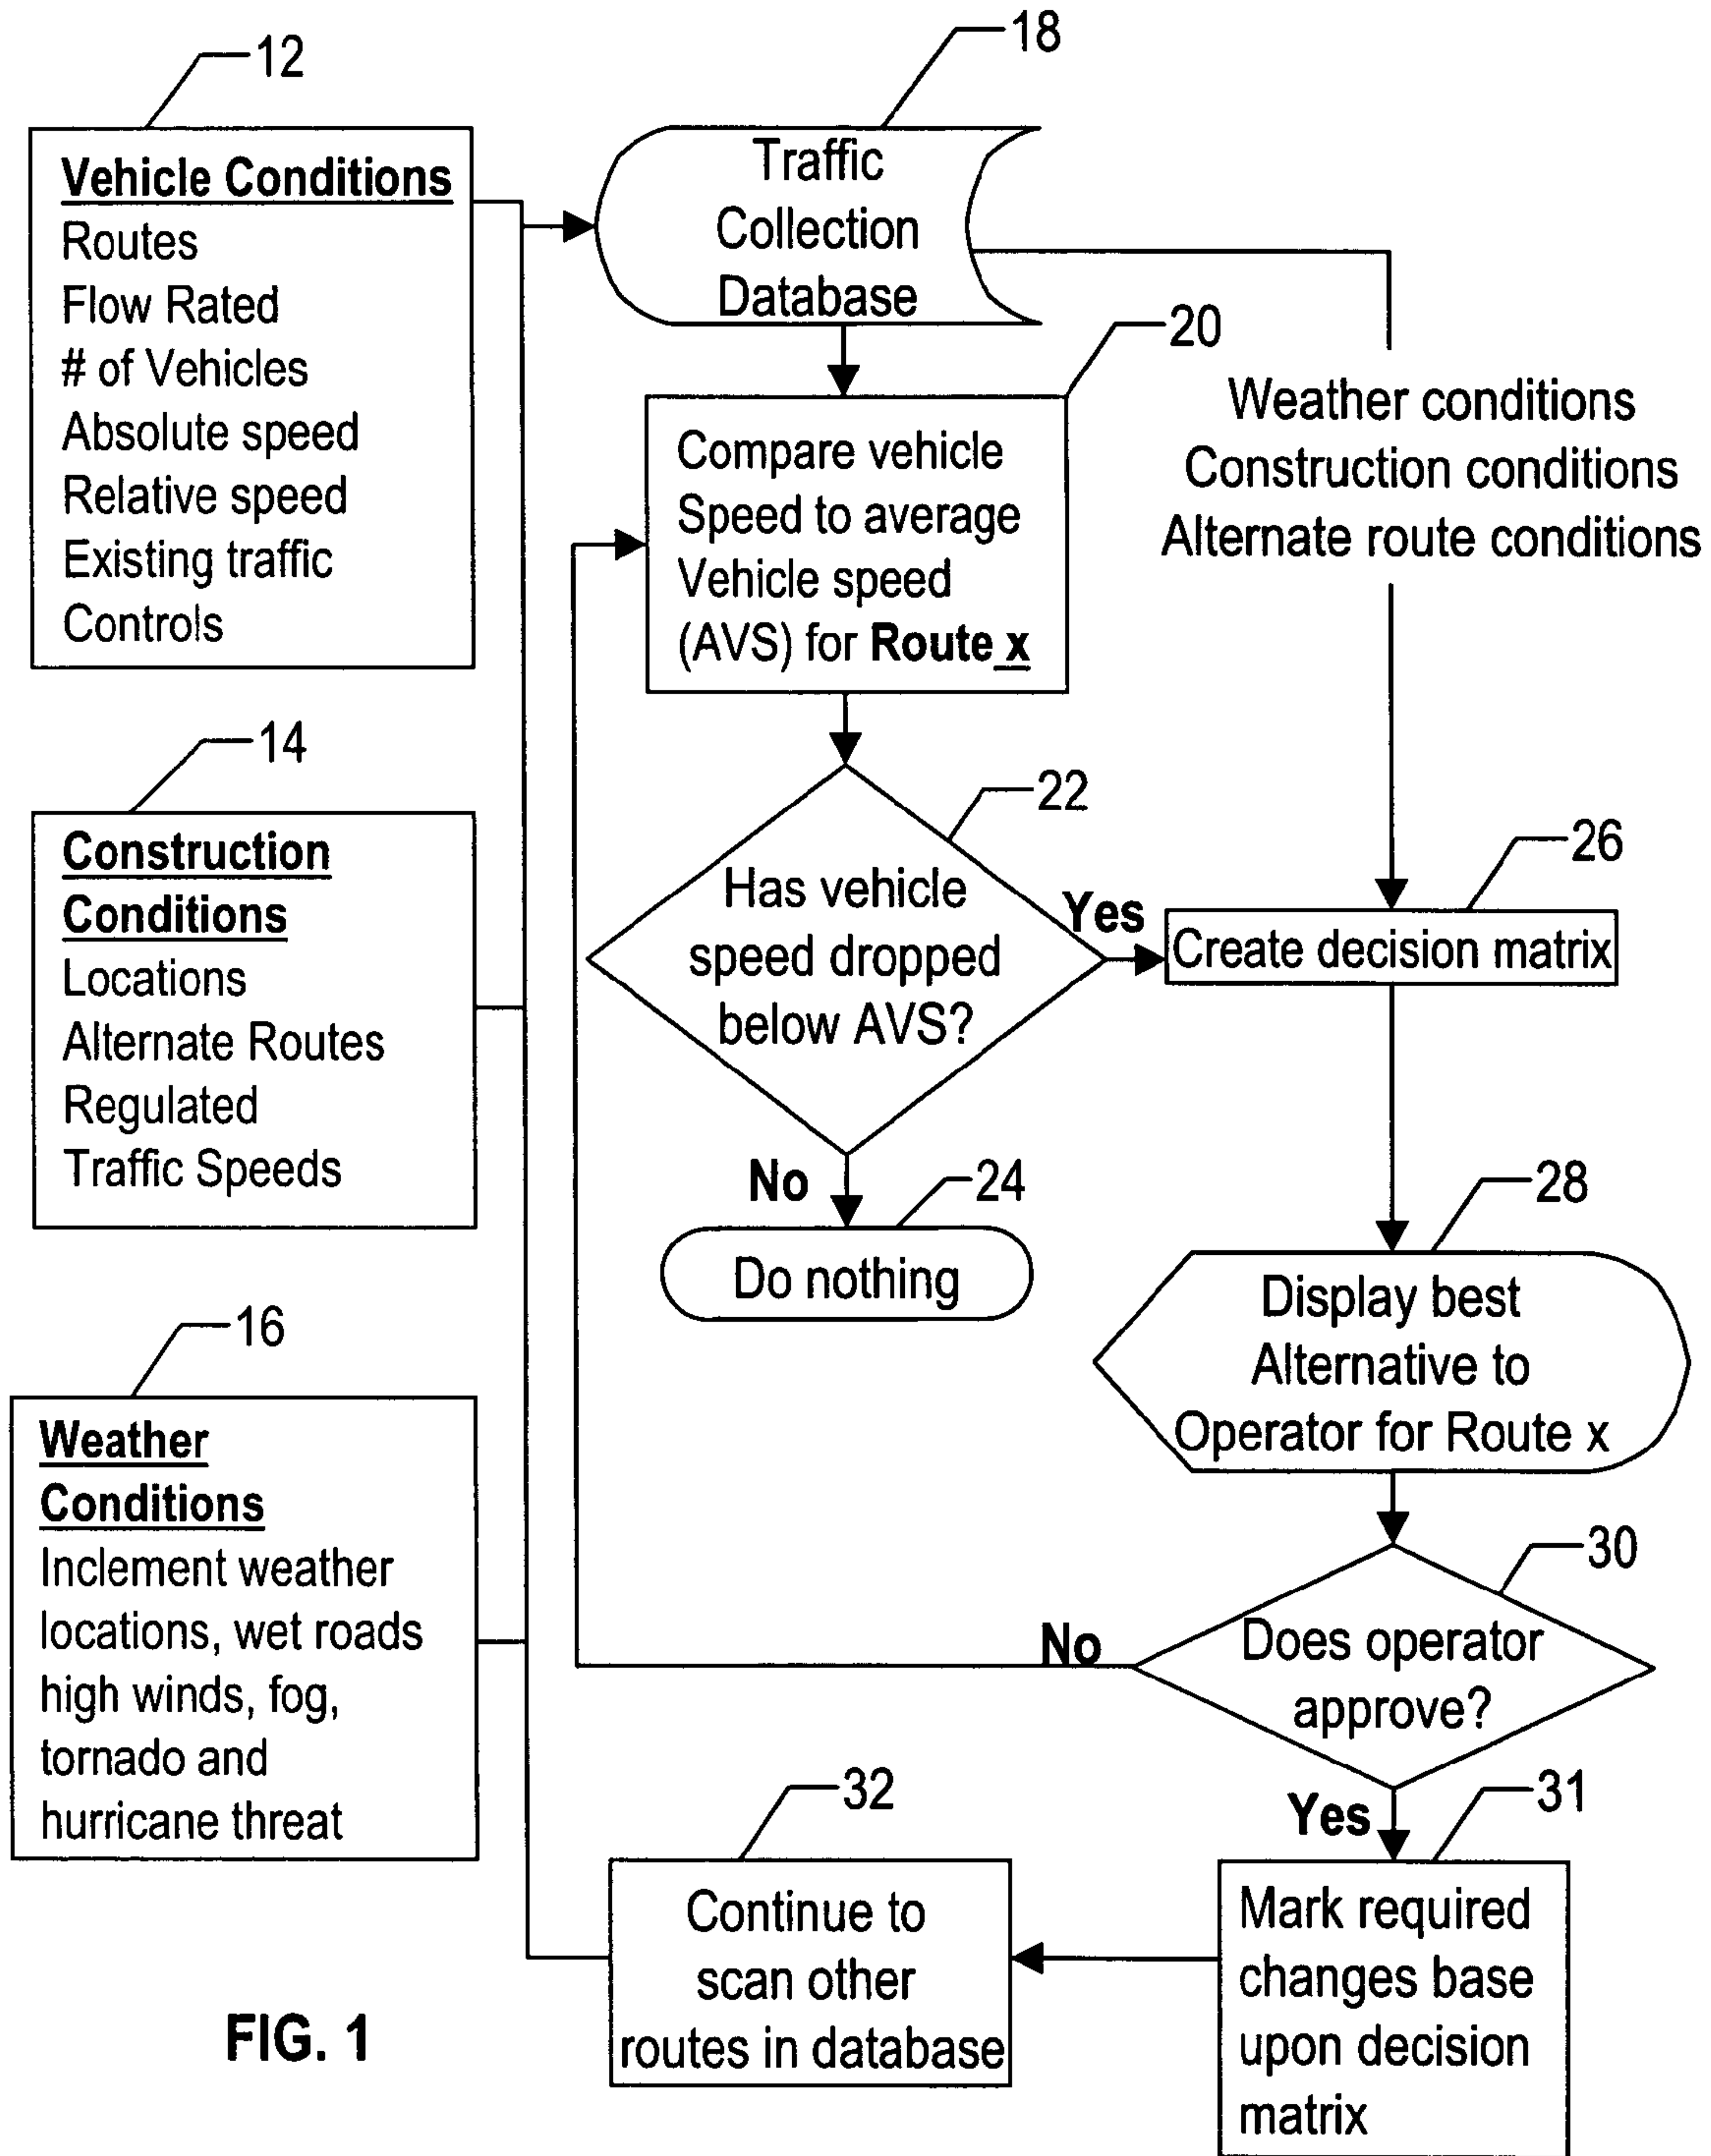 12
Vehicle Conditions
Routes
Flow Rated
# of Vehicles
Absolute speed
Relative speed
Existing traffic
Controls
14
Construction
Conditions
Locations
Alternate Routes
Regulated
Traffic Speeds
16
Weather
Conditions
Inclement weather
locations, wet roads
high winds, fog,
tornado and
hurricane threat
18
Traffic
Collection
Database
20
Compare vehicle
Speed to average
Vehicle speed
(AVS) for Route x
Weather conditions
Construction conditions
Alternate route conditions
22
Has vehicle
speed dropped
below AVS?
Yes
No
24
Do nothing
26
Create decision matrix
28
Display best
Alternative to
Operator for Route x
30
Does operator
approve?
No
Yes
31
Mark required
changes base
upon decision
matrix
32
Continue to
scan other
routes in database
FIG. 1